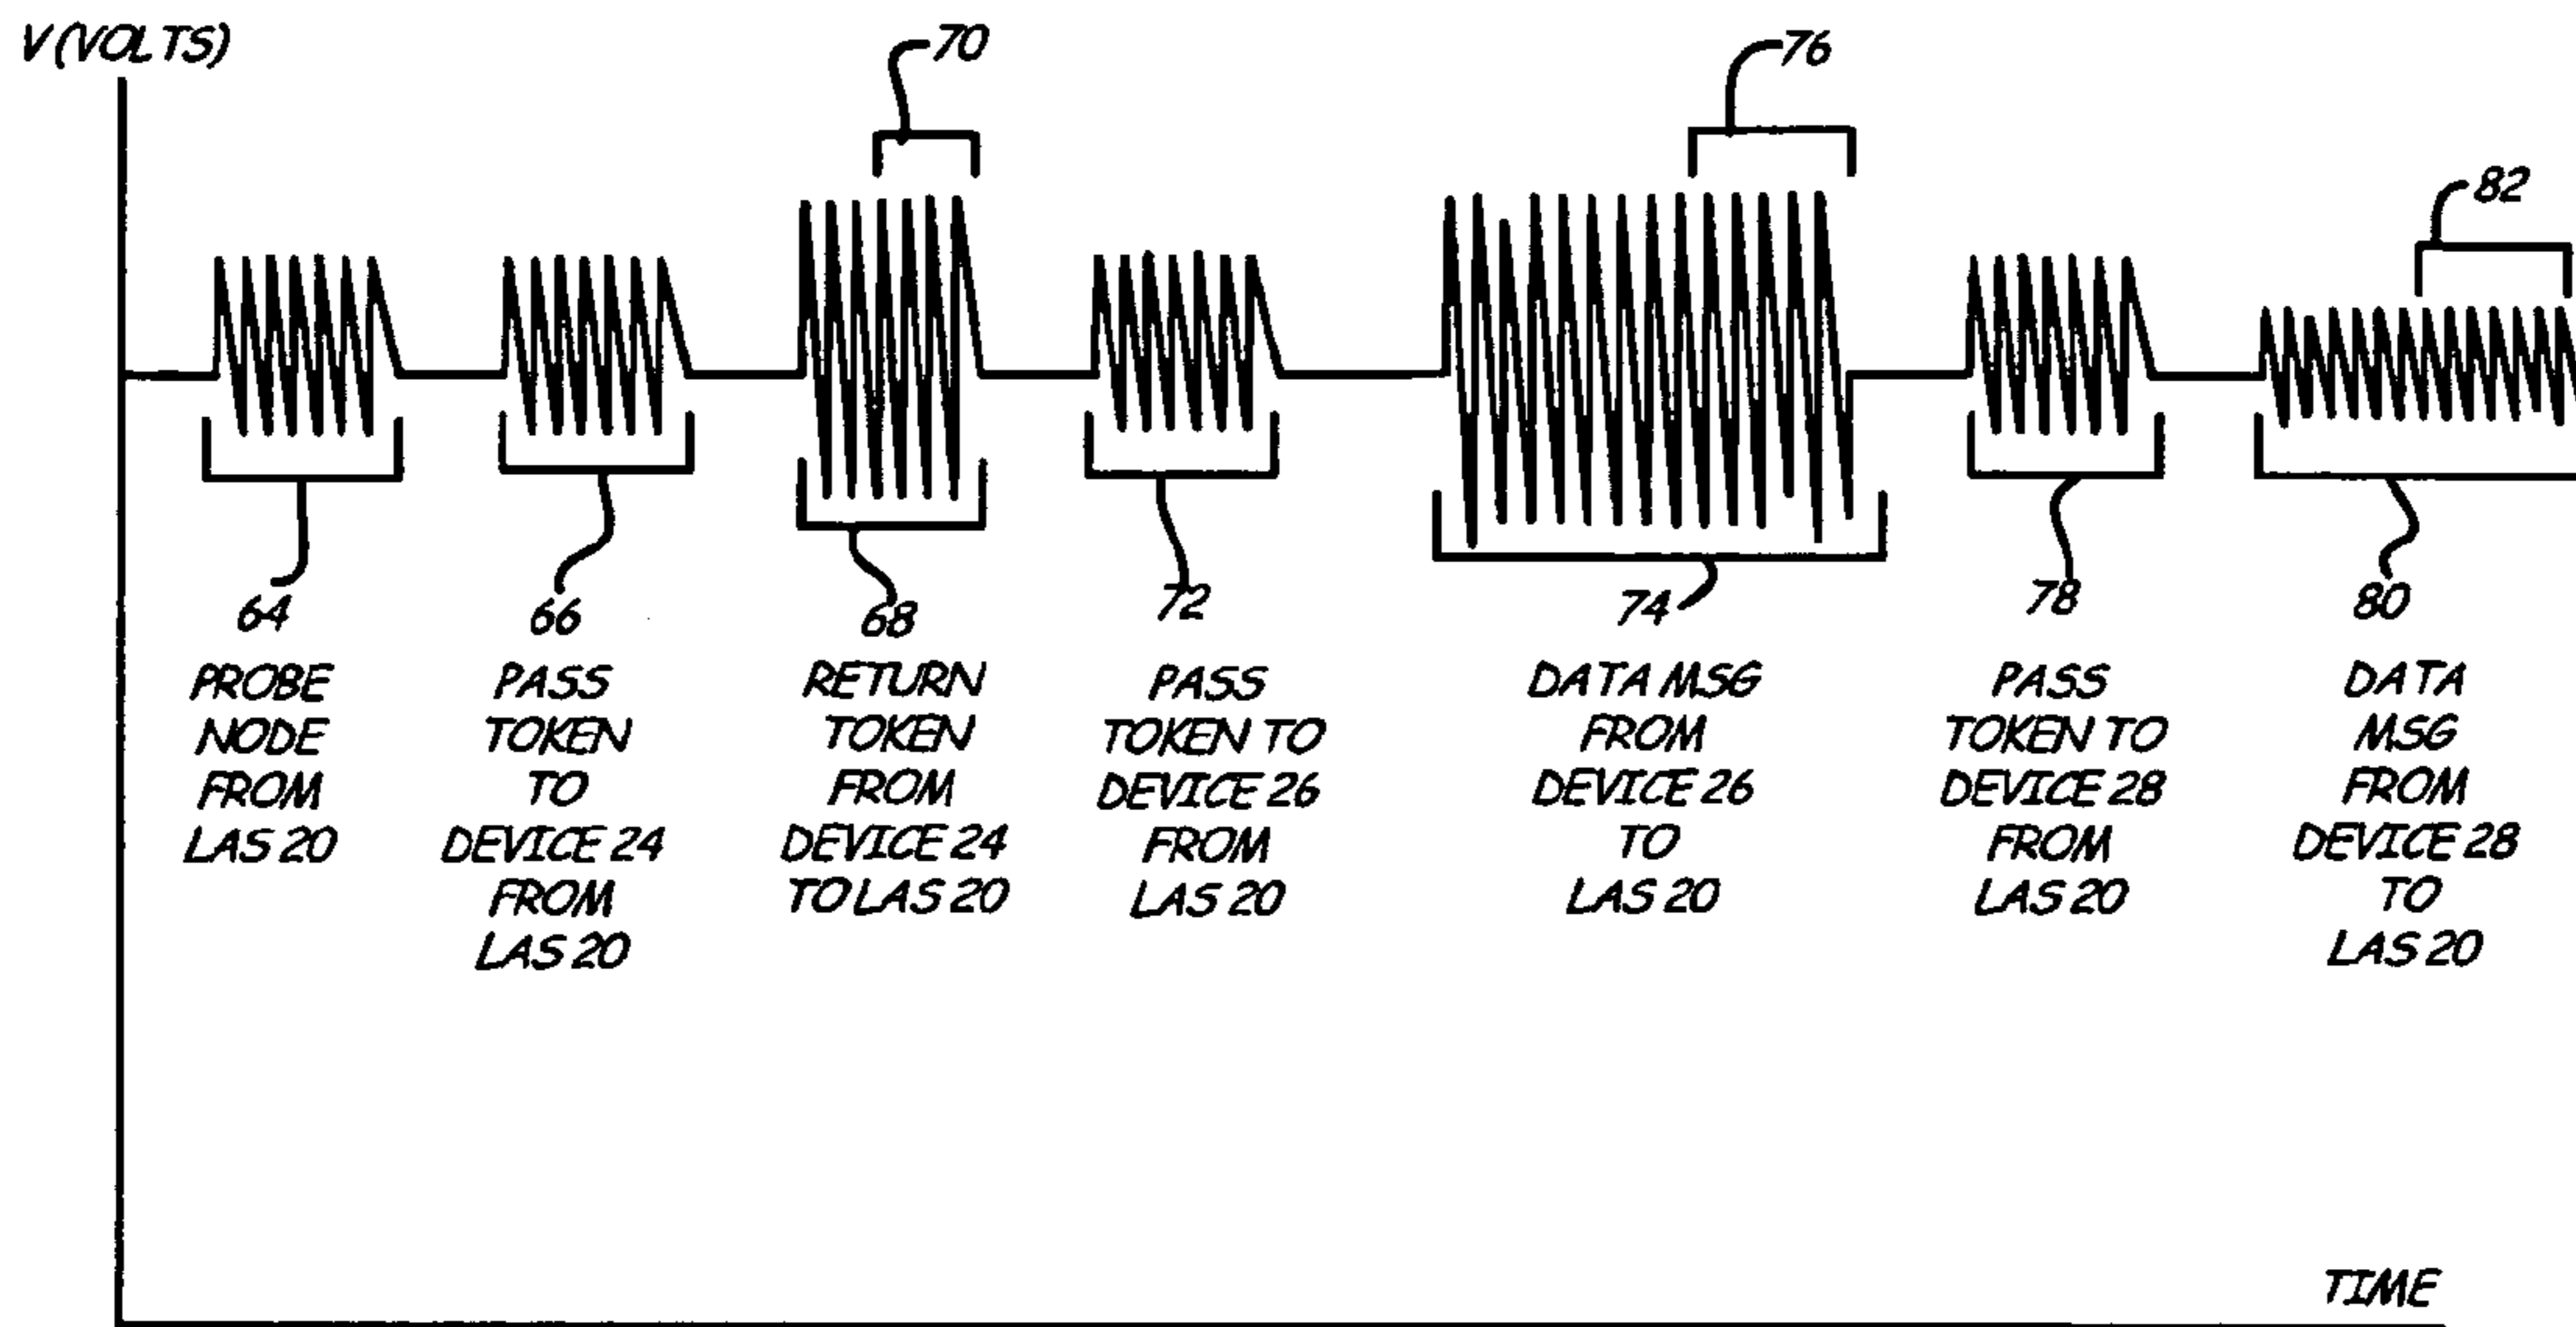 V (VOLTS)
70
76
82
64
66
68
72
74
78
80
PROBE
NODE
FROM
LAS 20
PASS
TOKEN
TO
DEVICE 24
FROM
LAS 20
RETURN
TOKEN
FROM
DEVICE 24
TO LAS 20
PASS
TOKEN TO
DEVICE 26
FROM
LAS 20
DATA MSG
FROM
DEVICE 26
TO
LAS 20
PASS
TOKEN TO
DEVICE 28
FROM
LAS 20
DATA
MSG
FROM
DEVICE 28
TO
LAS 20
TIME